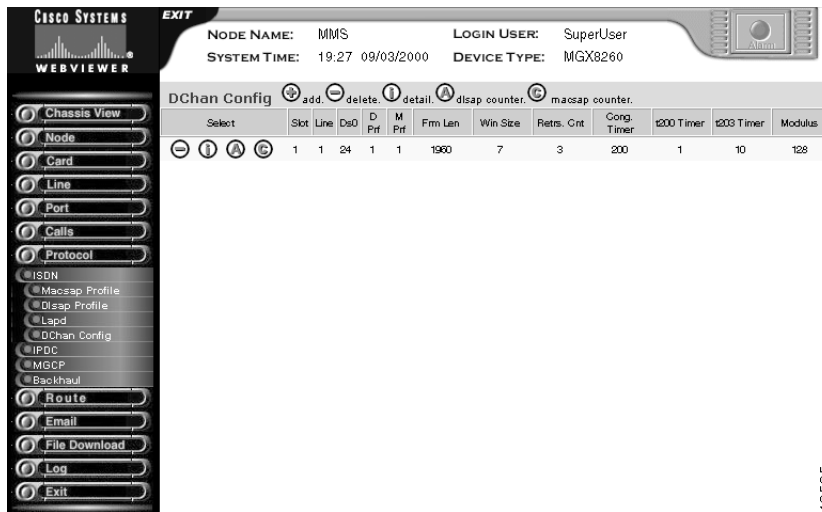 CISCO SYSTEMS
WEBVIEWER
EXIT
NODE NAME: MMS LOGIN USER: SuperUser
SYSTEM TIME: 19:27 09/03/2000 DEVICE TYPE: MGX8260
Alarm
DChan Config add. delete. detail. A dlsap counter. C macsap counter.
Select Slot Line Ds0 D Prf M Prf Frm Len Win Size Retrs. Cnt Cong. Timer t200 Timer t203 Timer Modulus
A C 1 1 24 1 1 1960 7 3 200 1 10 128
Chassis View
Node
Card
Line
Port
Calls
Protocol
ISDN
Macsap Profile
Dlsap Profile
Lapd
DChan Config
IPDC
MGCP
Backhaul
Route
Email
File Download
Log
Exit